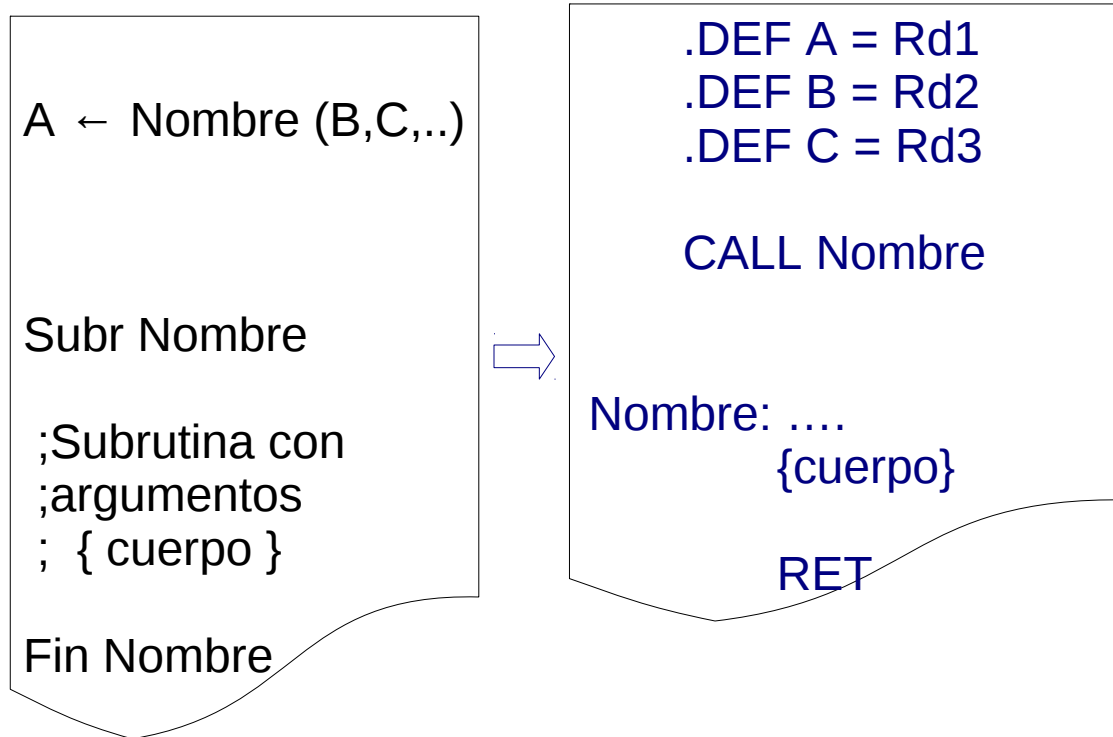 A ← Nombre (B,C,..)
Subr Nombre
;Subrutina con
;argumentos
; { cuerpo }
Fin Nombre
.DEF A = Rd1
.DEF B = Rd2
.DEF C = Rd3
CALL Nombre
Nombre: ....
{cuerpo}
RET